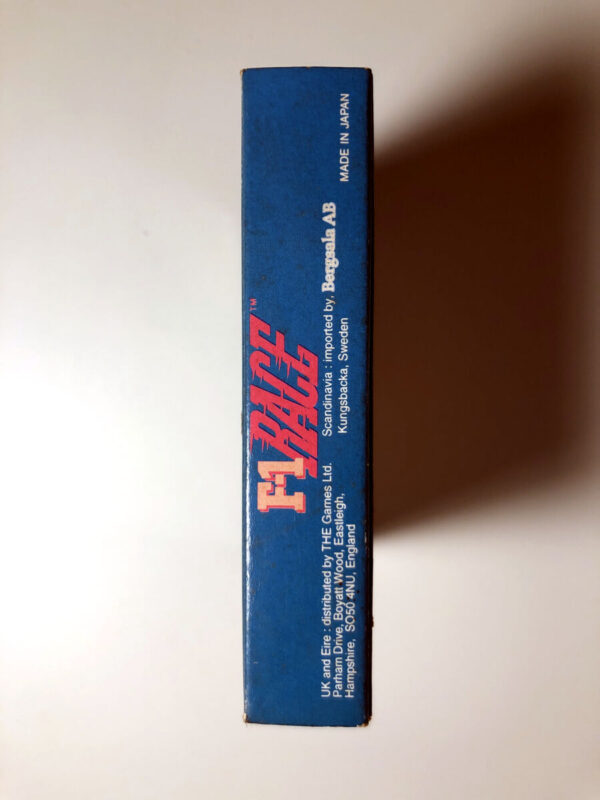 F-1 RACE™
UK and Eire : distributed by THE Games Ltd.
Parham Drive, Boyatt Wood, Eastleigh,
Hampshire, SO50 4NU, England
Scandinavia : imported by, Bergsala AB
Kungsbacka, Sweden
MADE IN JAPAN